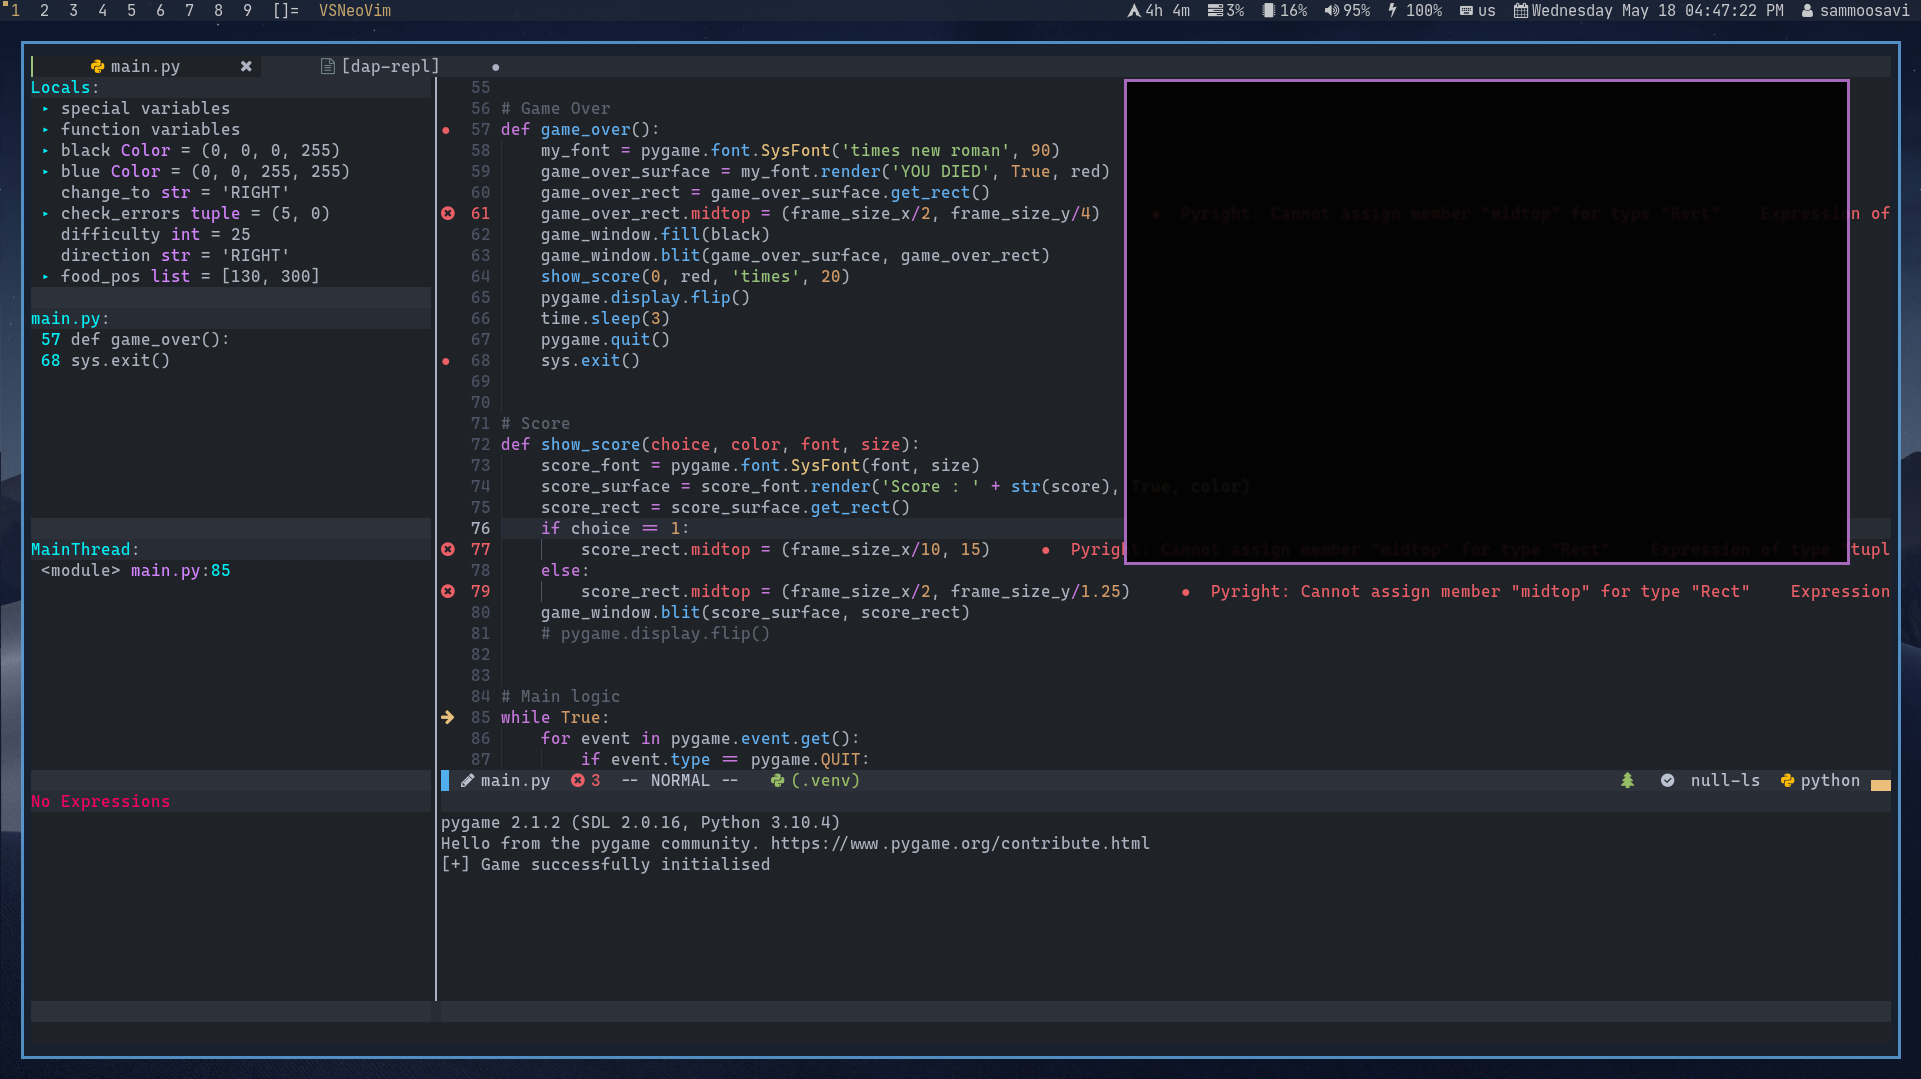 1 2 3 4 5 6 7 8 9 []= VSNeoVim 4h 4m 3% 16% 95% 100% us Wednesday May 18 04:47:22 PM sammoosavi
main.py [dap-repl]
Locals:
special variables
function variables
black Color = (0, 0, 0, 255)
blue Color = (0, 0, 255, 255)
change_to str = 'RIGHT'
check_errors tuple = (5, 0)
difficulty int = 25
direction str = 'RIGHT'
food_pos list = [130, 300]
main.py:
57 def game_over():
68 sys.exit()
MainThread:
<module> main.py:85
No Expressions
55
56 # Game Over
57 def game_over():
58 my_font = pygame.font.SysFont('times new roman', 90)
59 game_over_surface = my_font.render('YOU DIED', True, red)
60 game_over_rect = game_over_surface.get_rect()
61 game_over_rect.midtop = (frame_size_x/2, frame_size_y/4) ● Pyright: Cannot assign member "midtop" for type "Rect" Expression of
62 game_window.fill(black)
63 game_window.blit(game_over_surface, game_over_rect)
64 show_score(0, red, 'times', 20)
65 pygame.display.flip()
66 time.sleep(3)
67 pygame.quit()
68 sys.exit()
69
70
71 # Score
72 def show_score(choice, color, font, size):
73 score_font = pygame.font.SysFont(font, size)
74 score_surface = score_font.render('Score : ' + str(score), True, color)
75 score_rect = score_surface.get_rect()
76 if choice == 1:
77 score_rect.midtop = (frame_size_x/10, 15) ● Pyright: Cannot assign member "midtop" for type "Rect" Expression of type "tupl
78 else:
79 score_rect.midtop = (frame_size_x/2, frame_size_y/1.25) ● Pyright: Cannot assign member "midtop" for type "Rect" Expression
80 game_window.blit(score_surface, score_rect)
81 # pygame.display.flip()
82
83
84 # Main logic
85 while True:
86 for event in pygame.event.get():
87 if event.type == pygame.QUIT:
main.py 3 -- NORMAL -- (.venv) null-ls python
pygame 2.1.2 (SDL 2.0.16, Python 3.10.4)
Hello from the pygame community. https://www.pygame.org/contribute.html
[+] Game successfully initialised